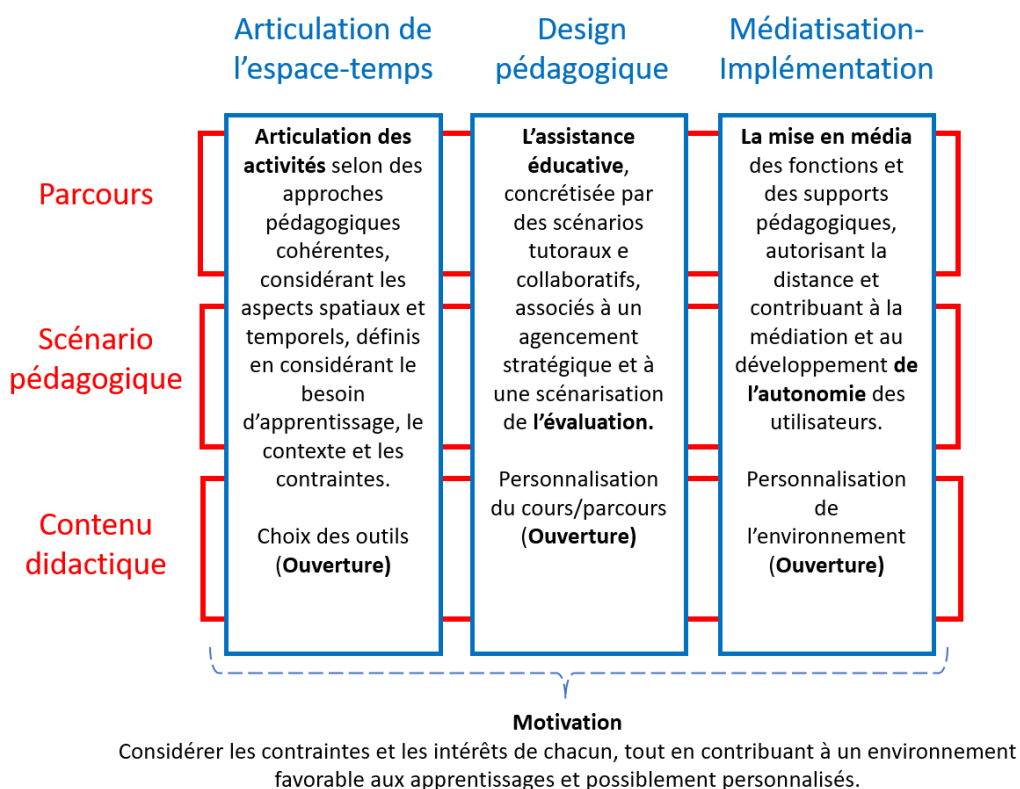 Articulation de
l’espace-temps
Design
pédagogique
Médiatisation-
Implémentation
Parcours
Scénario
pédagogique
Contenu
didactique
Articulation des
activités selon des
approches
pédagogiques
cohérentes,
considérant les
aspects spatiaux et
temporels, définis
en considérant le
besoin
d’apprentissage, le
contexte et les
contraintes.
Choix des outils
(Ouverture)
L’assistance
éducative,
concrétisée par
des scénarios
tutoraux e
collaboratifs,
associés à un
agencement
stratégique et à
une scénarisation
de l’évaluation.
Personnalisation
du cours/parcours
(Ouverture)
La mise en média
des fonctions et
des supports
pédagogiques,
autorisant la
distance et
contribuant à la
médiation et au
développement de
l’autonomie des
utilisateurs.
Personnalisation
de
l’environnement
(Ouverture)
Motivation
Considérer les contraintes et les intérêts de chacun, tout en contribuant à un environnement
favorable aux apprentissages et possiblement personnalisés.